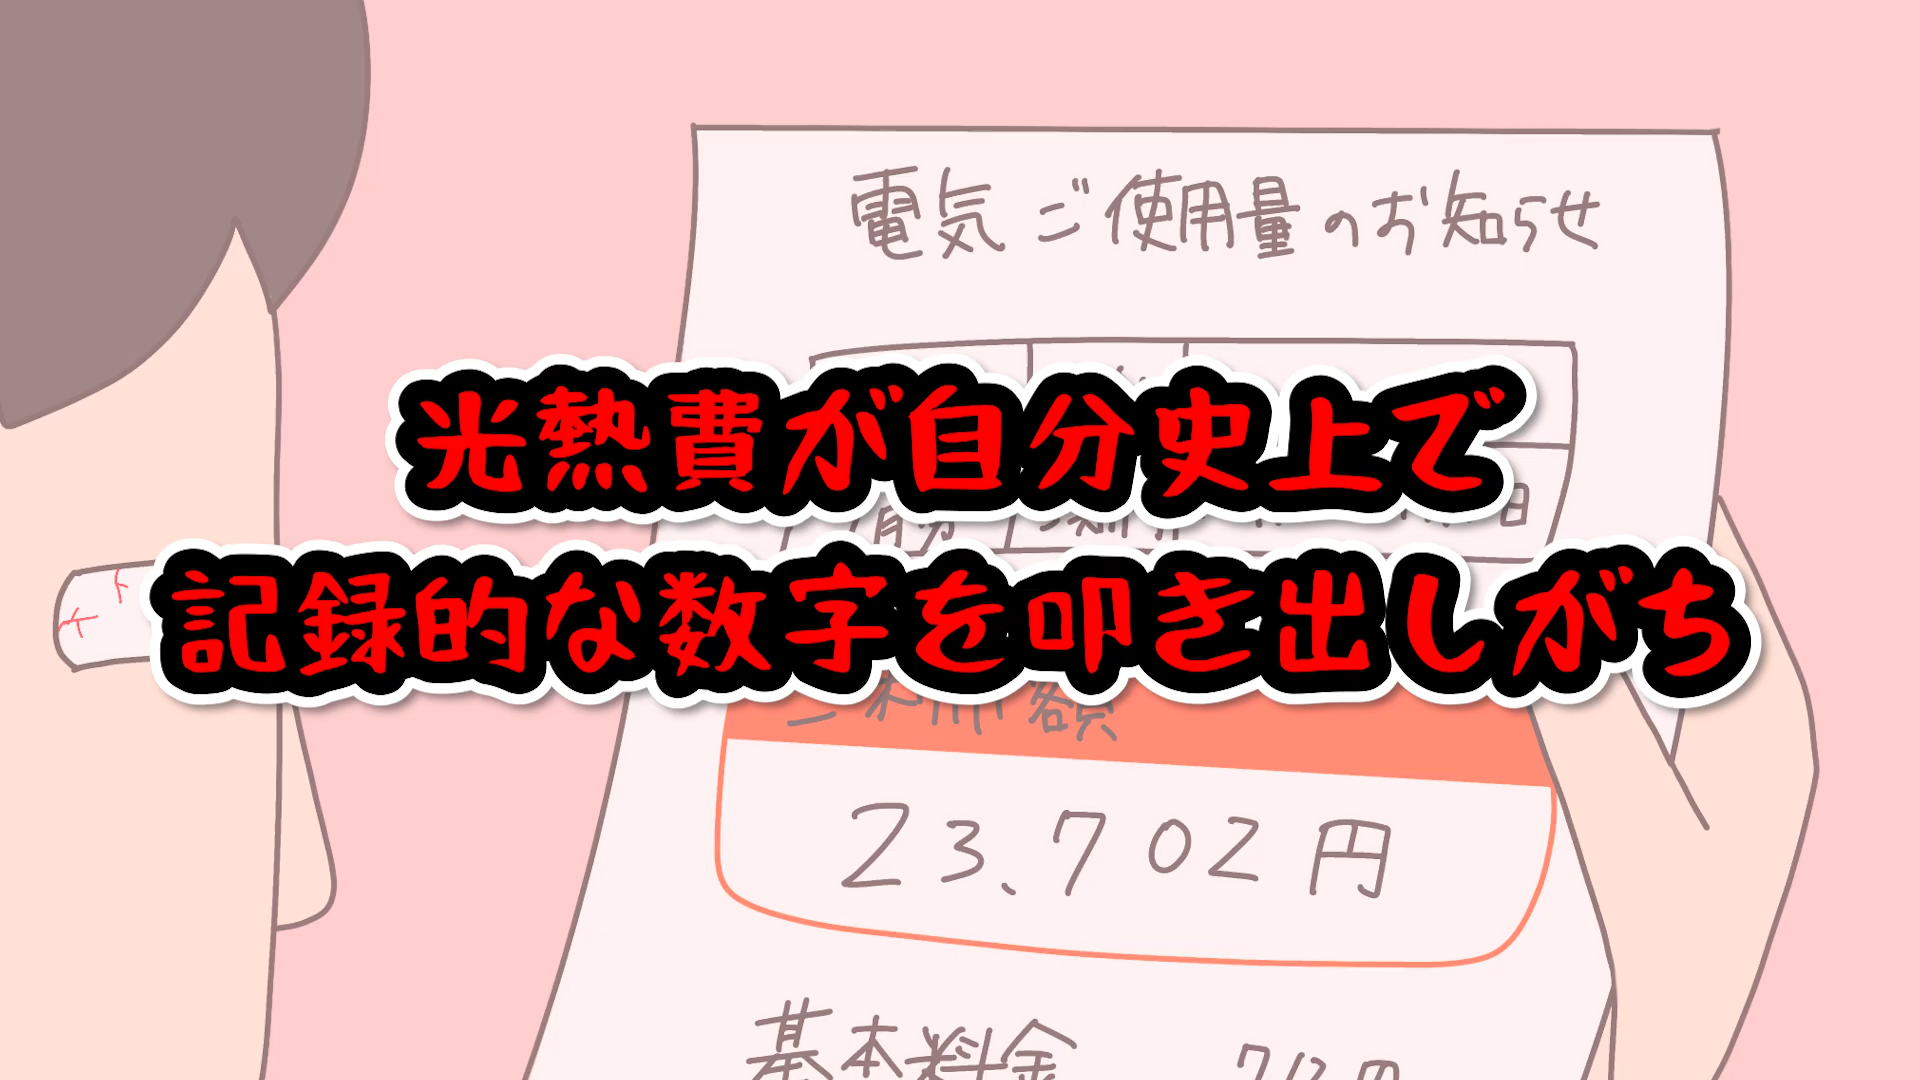 電気ご使用量のお知らせ
光熱費が自分史上で
記録的な数字を叩き出しがち
23、702円
基本料金